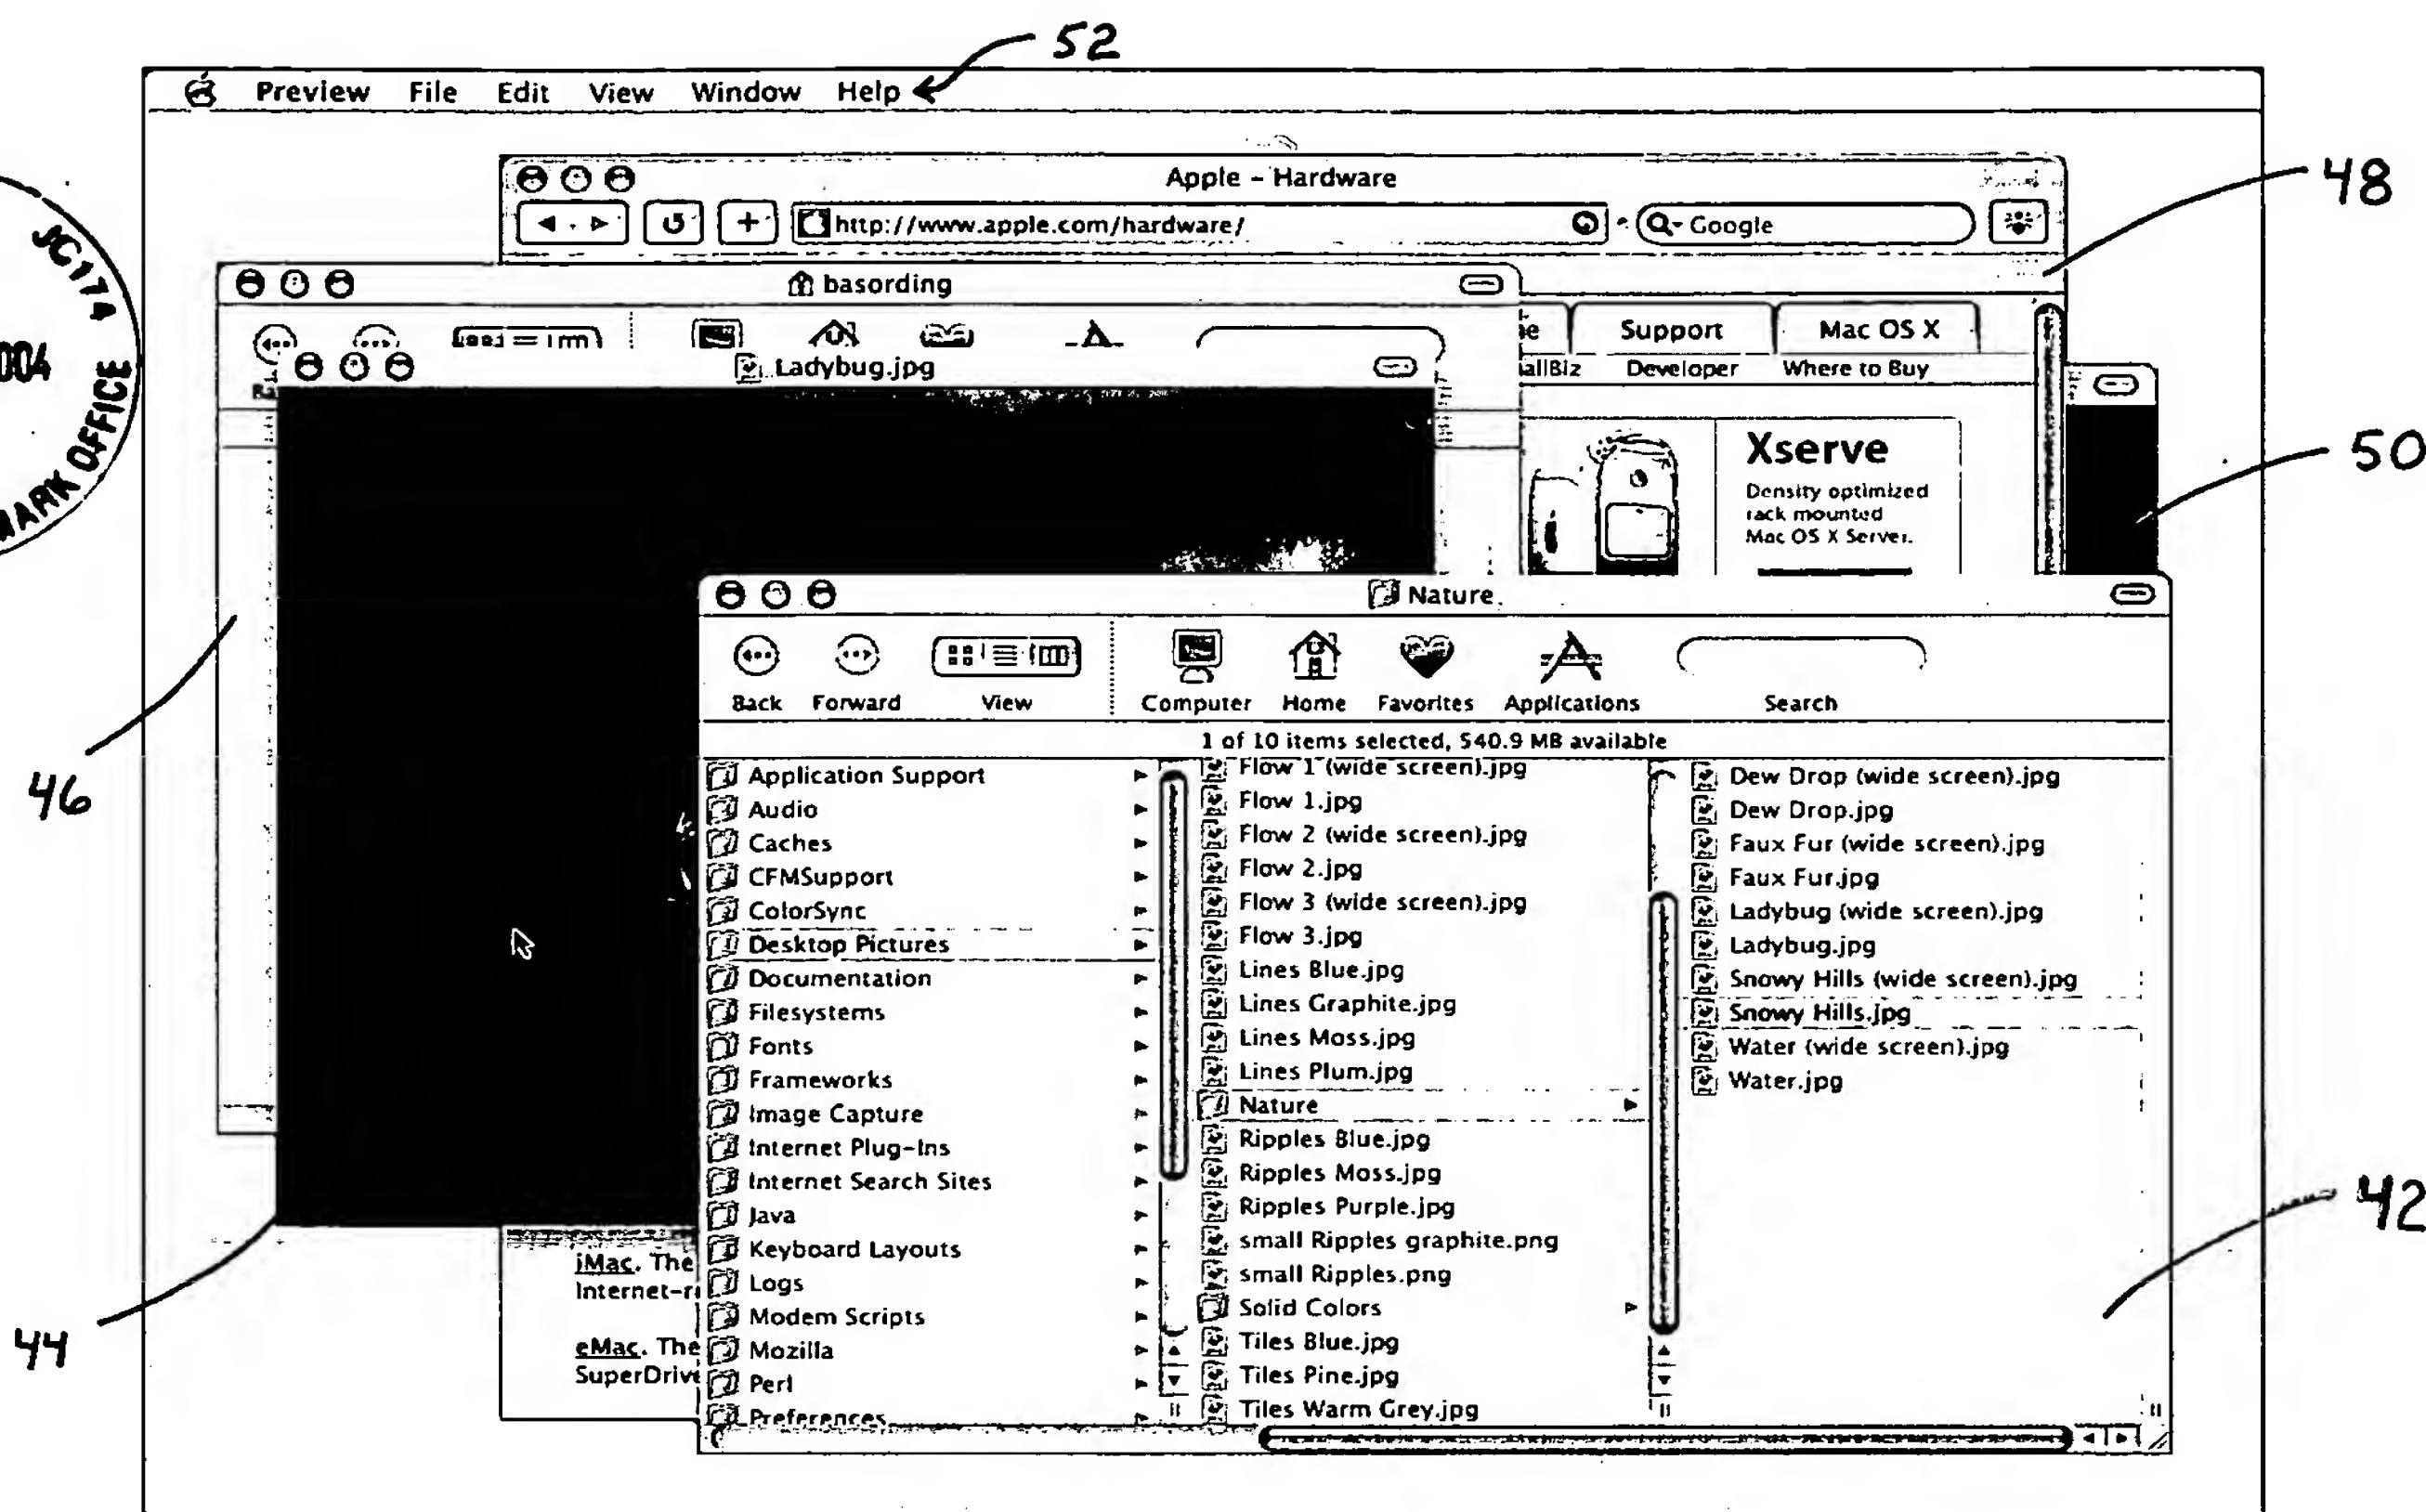 52
Preview File Edit View Window Help
Apple – Hardware
48
http://www.apple.com/hardware/
Google
JC174
basording
Support Mac OS X
Ladybug.jpg
Developer Where to Buy
OFFICE
50
Xserve
Density optimized
rack mounted
Mac OS X Server.
Nature
46
Back Forward View Computer Home Favorites Applications Search
1 of 10 items selected, 540.9 MB available
Application Support
Audio
Caches
CFMSupport
ColorSync
Desktop Pictures
Documentation
Filesystems
Fonts
Frameworks
Image Capture
Internet Plug-Ins
Internet Search Sites
Java
Keyboard Layouts
Logs
Modem Scripts
Mozilla
Perl
Preferences
Flow 1 (wide screen).jpg
Flow 1.jpg
Flow 2 (wide screen).jpg
Flow 2.jpg
Flow 3 (wide screen).jpg
Flow 3.jpg
Lines Blue.jpg
Lines Graphite.jpg
Lines Moss.jpg
Lines Plum.jpg
Nature
Ripples Blue.jpg
Ripples Moss.jpg
Ripples Purple.jpg
small Ripples graphite.png
small Ripples.png
Solid Colors
Tiles Blue.jpg
Tiles Pine.jpg
Tiles Warm Grey.jpg
Dew Drop (wide screen).jpg
Dew Drop.jpg
Faux Fur (wide screen).jpg
Faux Fur.jpg
Ladybug (wide screen).jpg
Ladybug.jpg
Snowy Hills (wide screen).jpg
Snowy Hills.jpg
Water (wide screen).jpg
Water.jpg
42
iMac. The
eMac. The
44